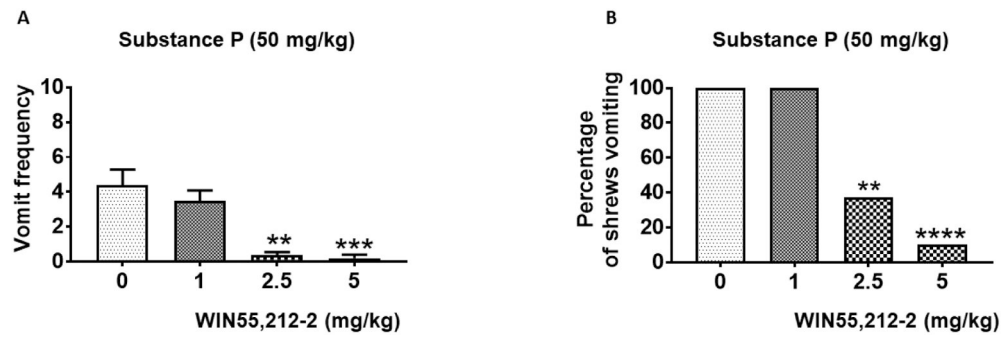 A
Substance P (50 mg/kg)
Vomit frequency
10
8
6
4
2
0
**
***
0 1 2.5 5
WIN55,212-2 (mg/kg)
B
Substance P (50 mg/kg)
Percentage
of shrews vomiting
100
80
60
40
20
0
**
****
0 1 2.5 5
WIN55,212-2 (mg/kg)